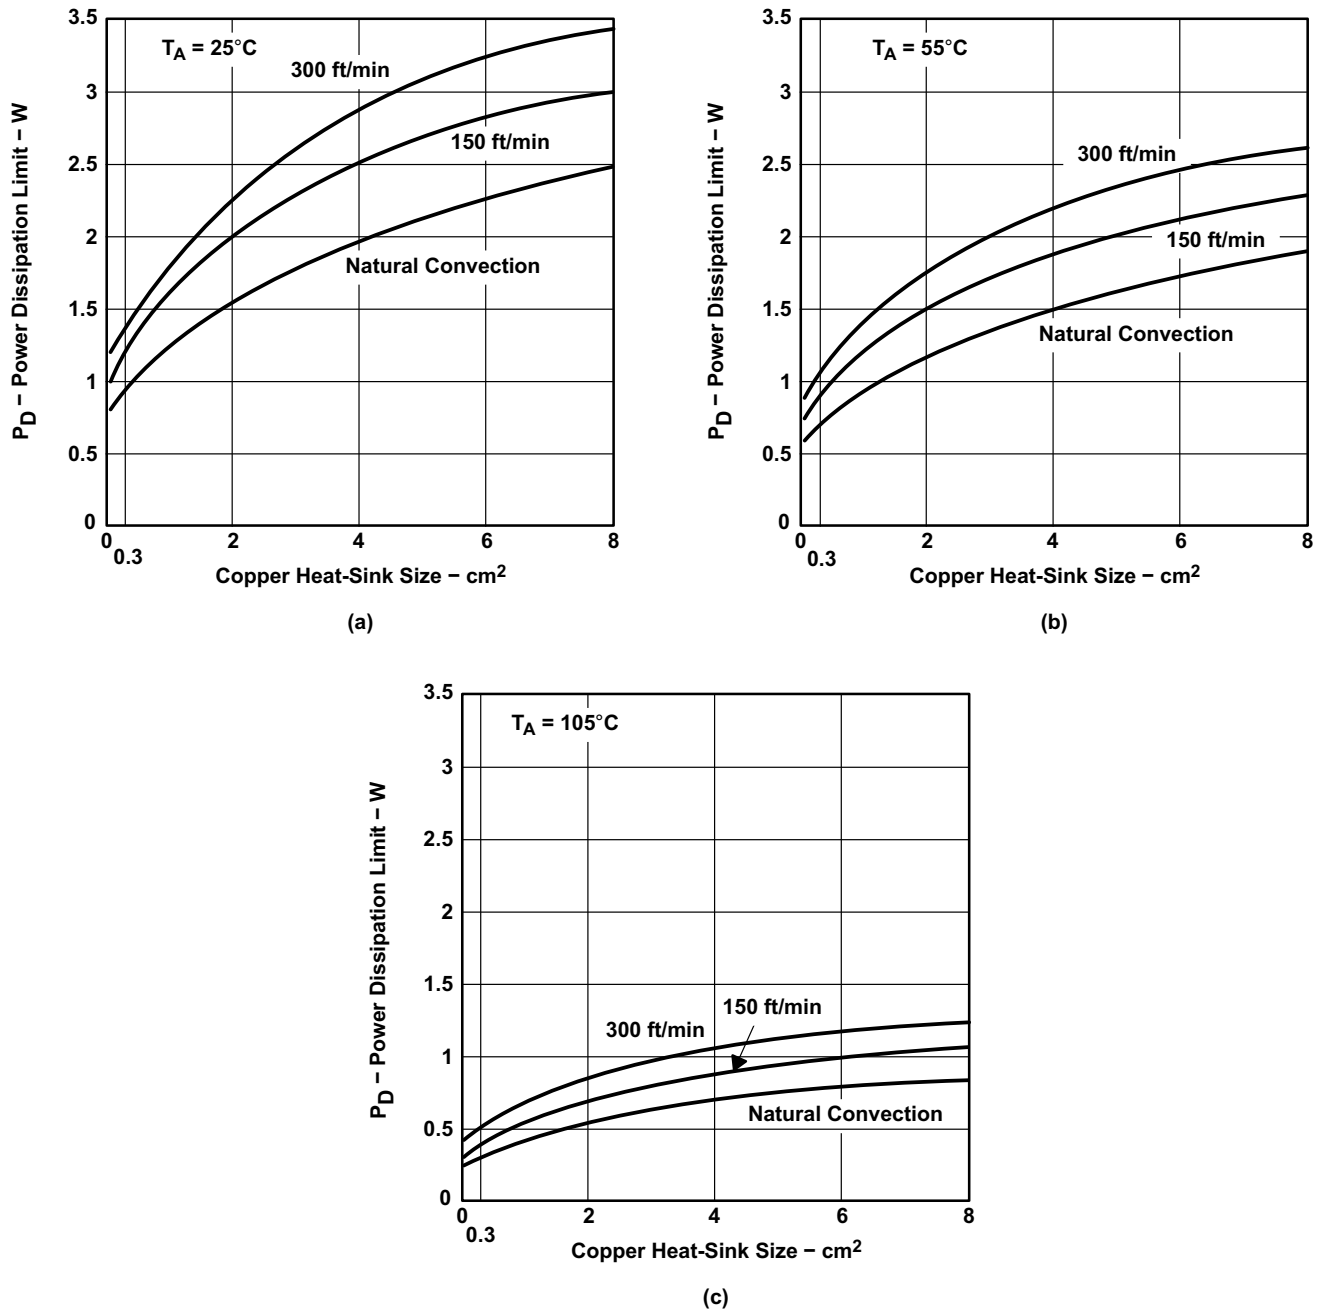 3.5
3
2.5
2
1.5
1
0.5
0
P_D − Power Dissipation Limit − W
T_A = 25°C
300 ft/min
150 ft/min
Natural Convection
0 2 4 6 8
0.3
Copper Heat-Sink Size − cm²
(a)
3.5
3
2.5
2
1.5
1
0.5
0
P_D − Power Dissipation Limit − W
T_A = 55°C
300 ft/min
150 ft/min
Natural Convection
0 2 4 6 8
0.3
Copper Heat-Sink Size − cm²
(b)
3.5
3
2.5
2
1.5
1
0.5
0
P_D − Power Dissipation Limit − W
T_A = 105°C
150 ft/min
300 ft/min
Natural Convection
0 2 4 6 8
0.3
Copper Heat-Sink Size − cm²
(c)